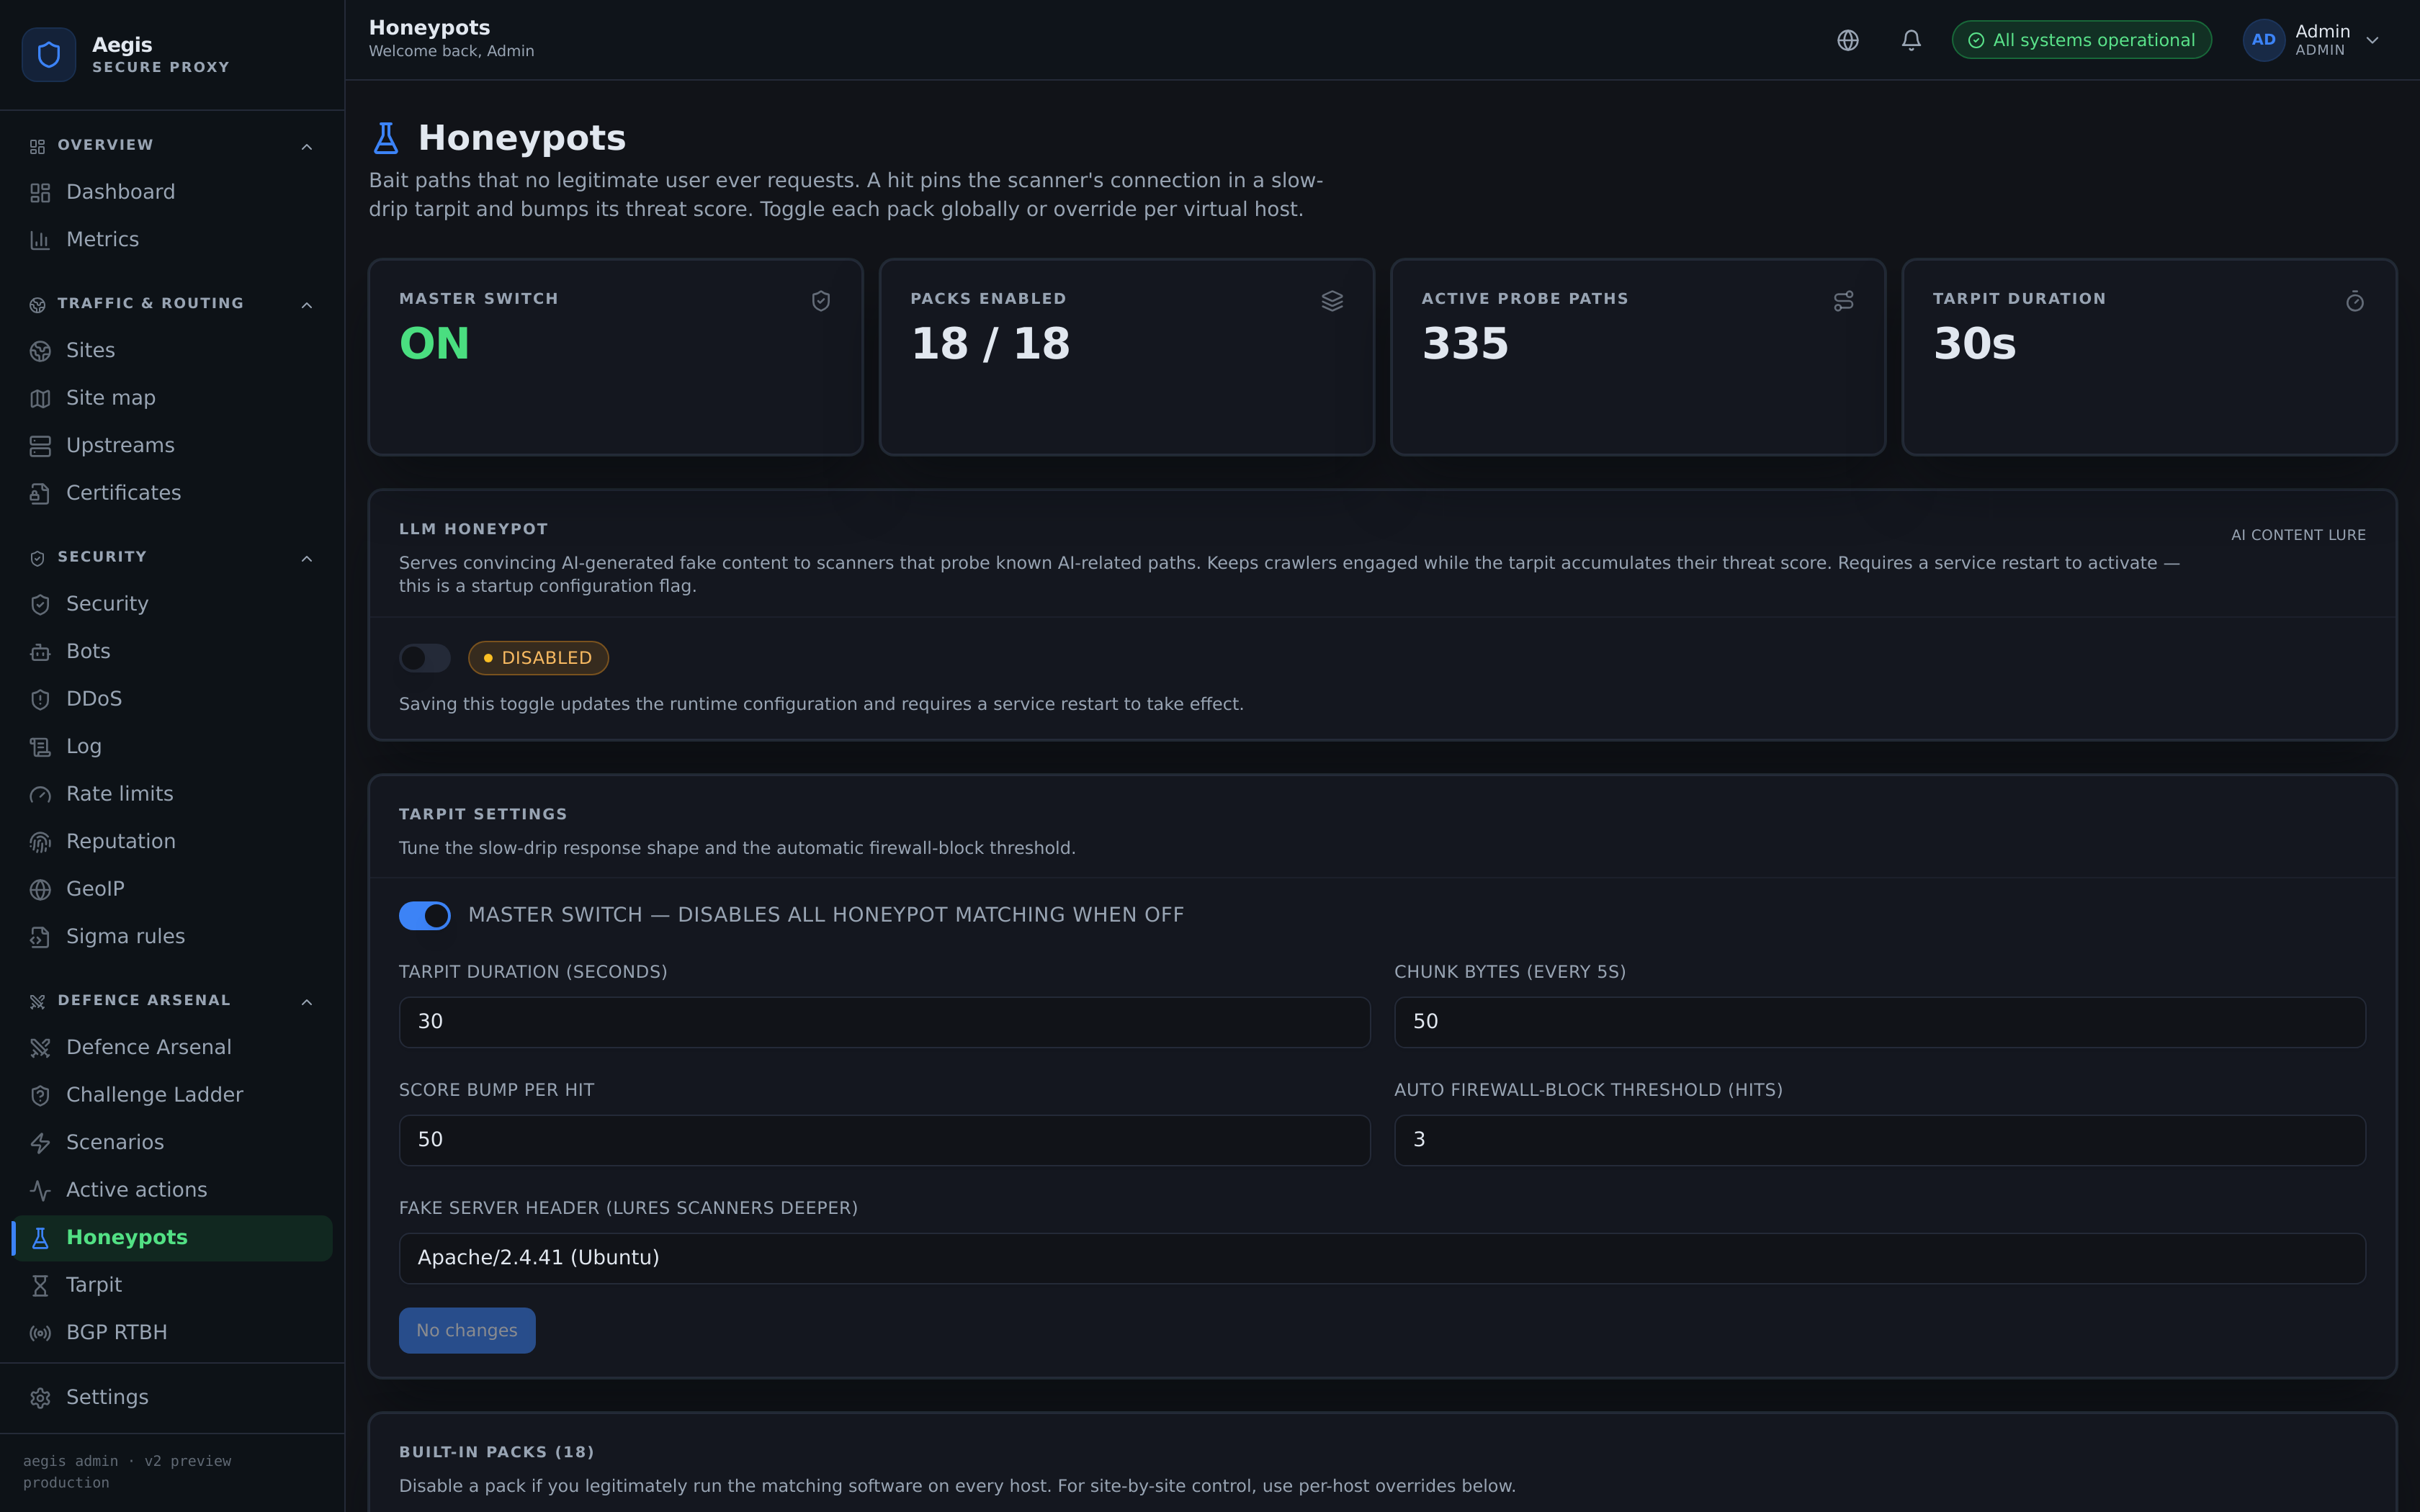 Aegis
SECURE PROXY
OVERVIEW
Dashboard
Metrics
TRAFFIC & ROUTING
Sites
Site map
Upstreams
Certificates
SECURITY
Security
Bots
DDoS
Log
Rate limits
Reputation
GeoIP
Sigma rules
DEFENCE ARSENAL
Defence Arsenal
Challenge Ladder
Scenarios
Active actions
Honeypots
Tarpit
BGP RTBH
Settings
aegis admin · v2 preview
production
Honeypots
Welcome back, Admin
All systems operational
AD
Admin
ADMIN
Honeypots
Bait paths that no legitimate user ever requests. A hit pins the scanner's connection in a slow-
drip tarpit and bumps its threat score. Toggle each pack globally or override per virtual host.
MASTER SWITCH
ON
PACKS ENABLED
18 / 18
ACTIVE PROBE PATHS
335
TARPIT DURATION
30s
LLM HONEYPOT
AI CONTENT LURE
Serves convincing AI-generated fake content to scanners that probe known AI-related paths. Keeps crawlers engaged while the tarpit accumulates their threat score. Requires a service restart to activate —
this is a startup configuration flag.
DISABLED
Saving this toggle updates the runtime configuration and requires a service restart to take effect.
TARPIT SETTINGS
Tune the slow-drip response shape and the automatic firewall-block threshold.
MASTER SWITCH — DISABLES ALL HONEYPOT MATCHING WHEN OFF
TARPIT DURATION (SECONDS)
30
CHUNK BYTES (EVERY 5S)
50
SCORE BUMP PER HIT
50
AUTO FIREWALL-BLOCK THRESHOLD (HITS)
3
FAKE SERVER HEADER (LURES SCANNERS DEEPER)
Apache/2.4.41 (Ubuntu)
No changes
BUILT-IN PACKS (18)
Disable a pack if you legitimately run the matching software on every host. For site-by-site control, use per-host overrides below.